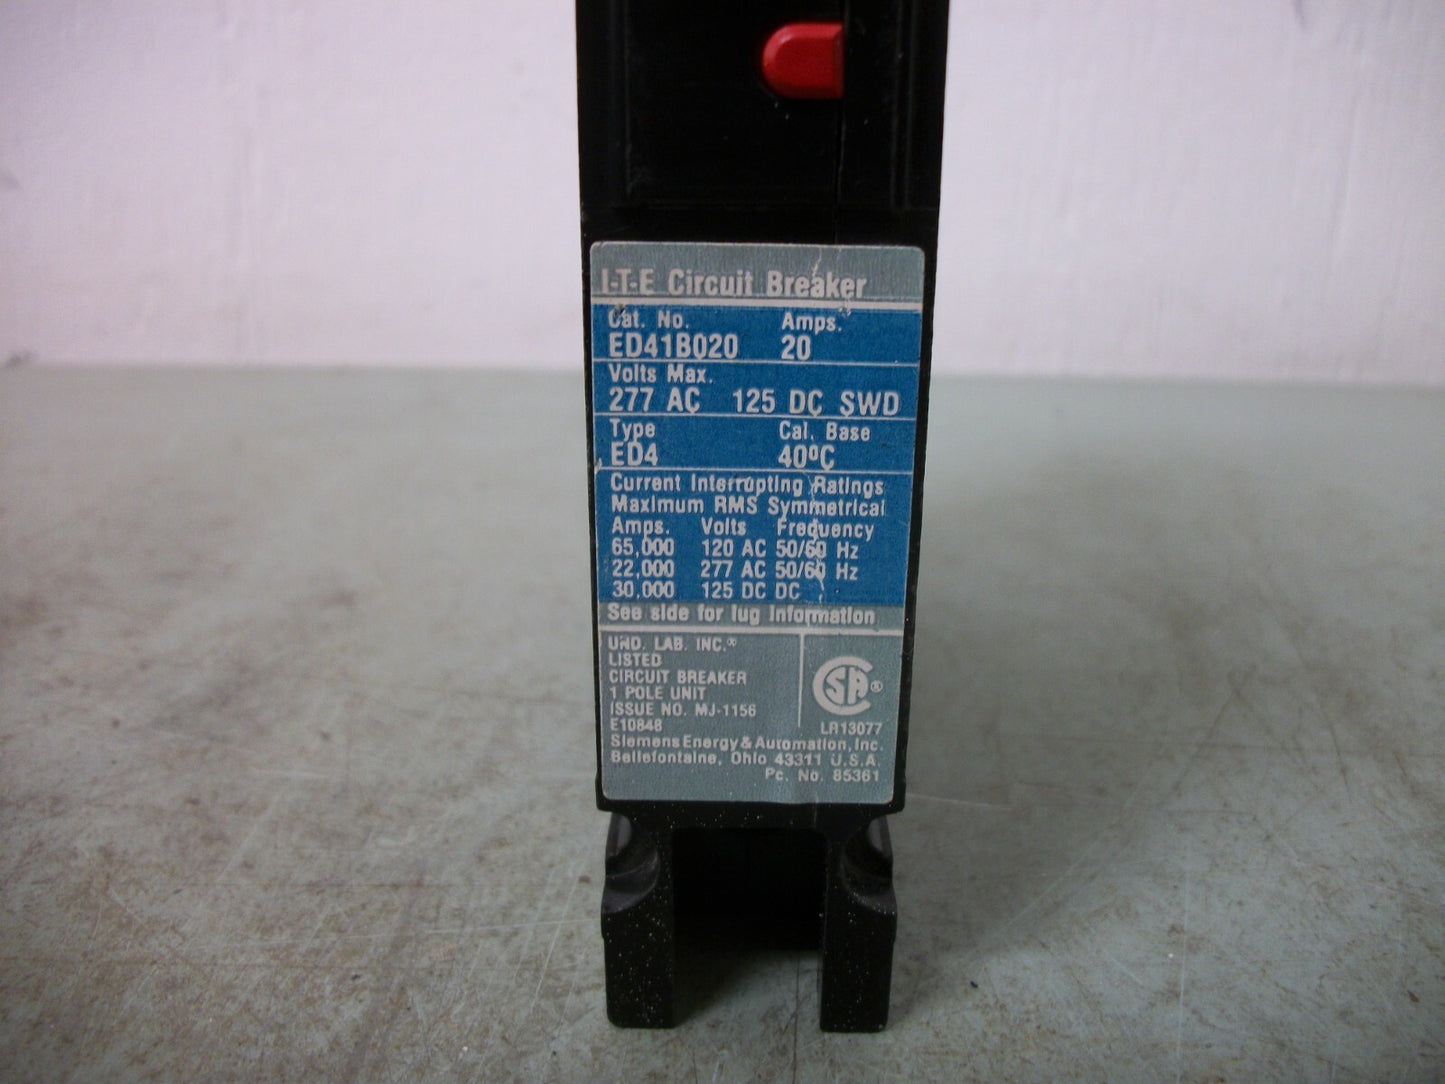 I-T-E Circuit Breaker
Cat. No. Amps.
ED41B020 20
Volts Max.
277 AC 125 DC SWD
Type Cal. Base
ED4 40°C
Current Interrupting Ratings
Maximum RMS Symmetrical
Amps. Volts Frequency
65,000 120 AC 50/60 Hz
22,000 277 AC 50/60 Hz
30,000 125 DC DC
See side for lug information
UND. LAB. INC.®
LISTED
CIRCUIT BREAKER
1 POLE UNIT
ISSUE NO. MJ-1156
E10848
CSA®
LR13077
Siemens Energy & Automation, Inc.
Bellefontaine, Ohio 43311 U.S.A.
Pc. No. 85361